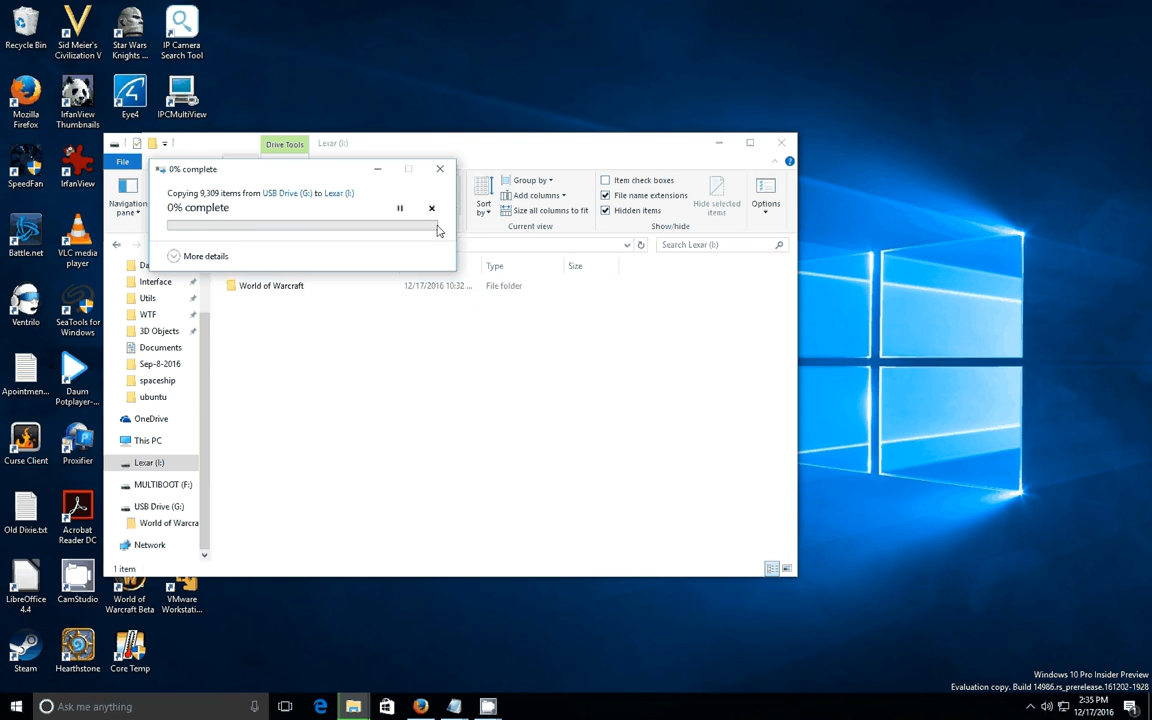 Recycle Bin
Sid Meier's
Civilization V
Star Wars
Knights ...
IP Camera
Search Tool
Mozilla
Firefox
IrfanView
Thumbnails
Eye4
IPCMultiView
SpeedFan
IrfanView
Battle.net
VLC media
player
Ventrilo
SeaTools for
Windows
Apointmen...
Daum
Potplayer-...
Curse Client
Proxifier
Old Dixie.txt
Acrobat
Reader DC
LibreOffice
4.4
CamStudio
World of
Warcraft Beta
VMware
Workstati...
Steam
Hearthstone
Core Temp
Drive Tools
Lexar (I:)
File
0% complete
Copying 9,309 items from USB Drive (G:) to Lexar (I:)
0% complete
More details
Navigation
pane
Sort
by
Group by
Add columns
Size all columns to fit
Current view
Item check boxes
File name extensions
Hidden items
Hide selected
items
Show/hide
Options
Search Lexar (I:)
Type
Size
World of Warcraft
12/17/2016 10:32 ...
File folder
Da
Interface
Utils
WTF
3D Objects
Documents
Sep-8-2016
spaceship
ubuntu
OneDrive
This PC
Lexar (I:)
MULTIBOOT (F:)
USB Drive (G:)
World of Warcra
Network
1 item
Windows 10 Pro Insider Preview
Evaluation copy. Build 14986.rs_prerelease.161202-1928
Ask me anything
2:35 PM
12/17/2016
1